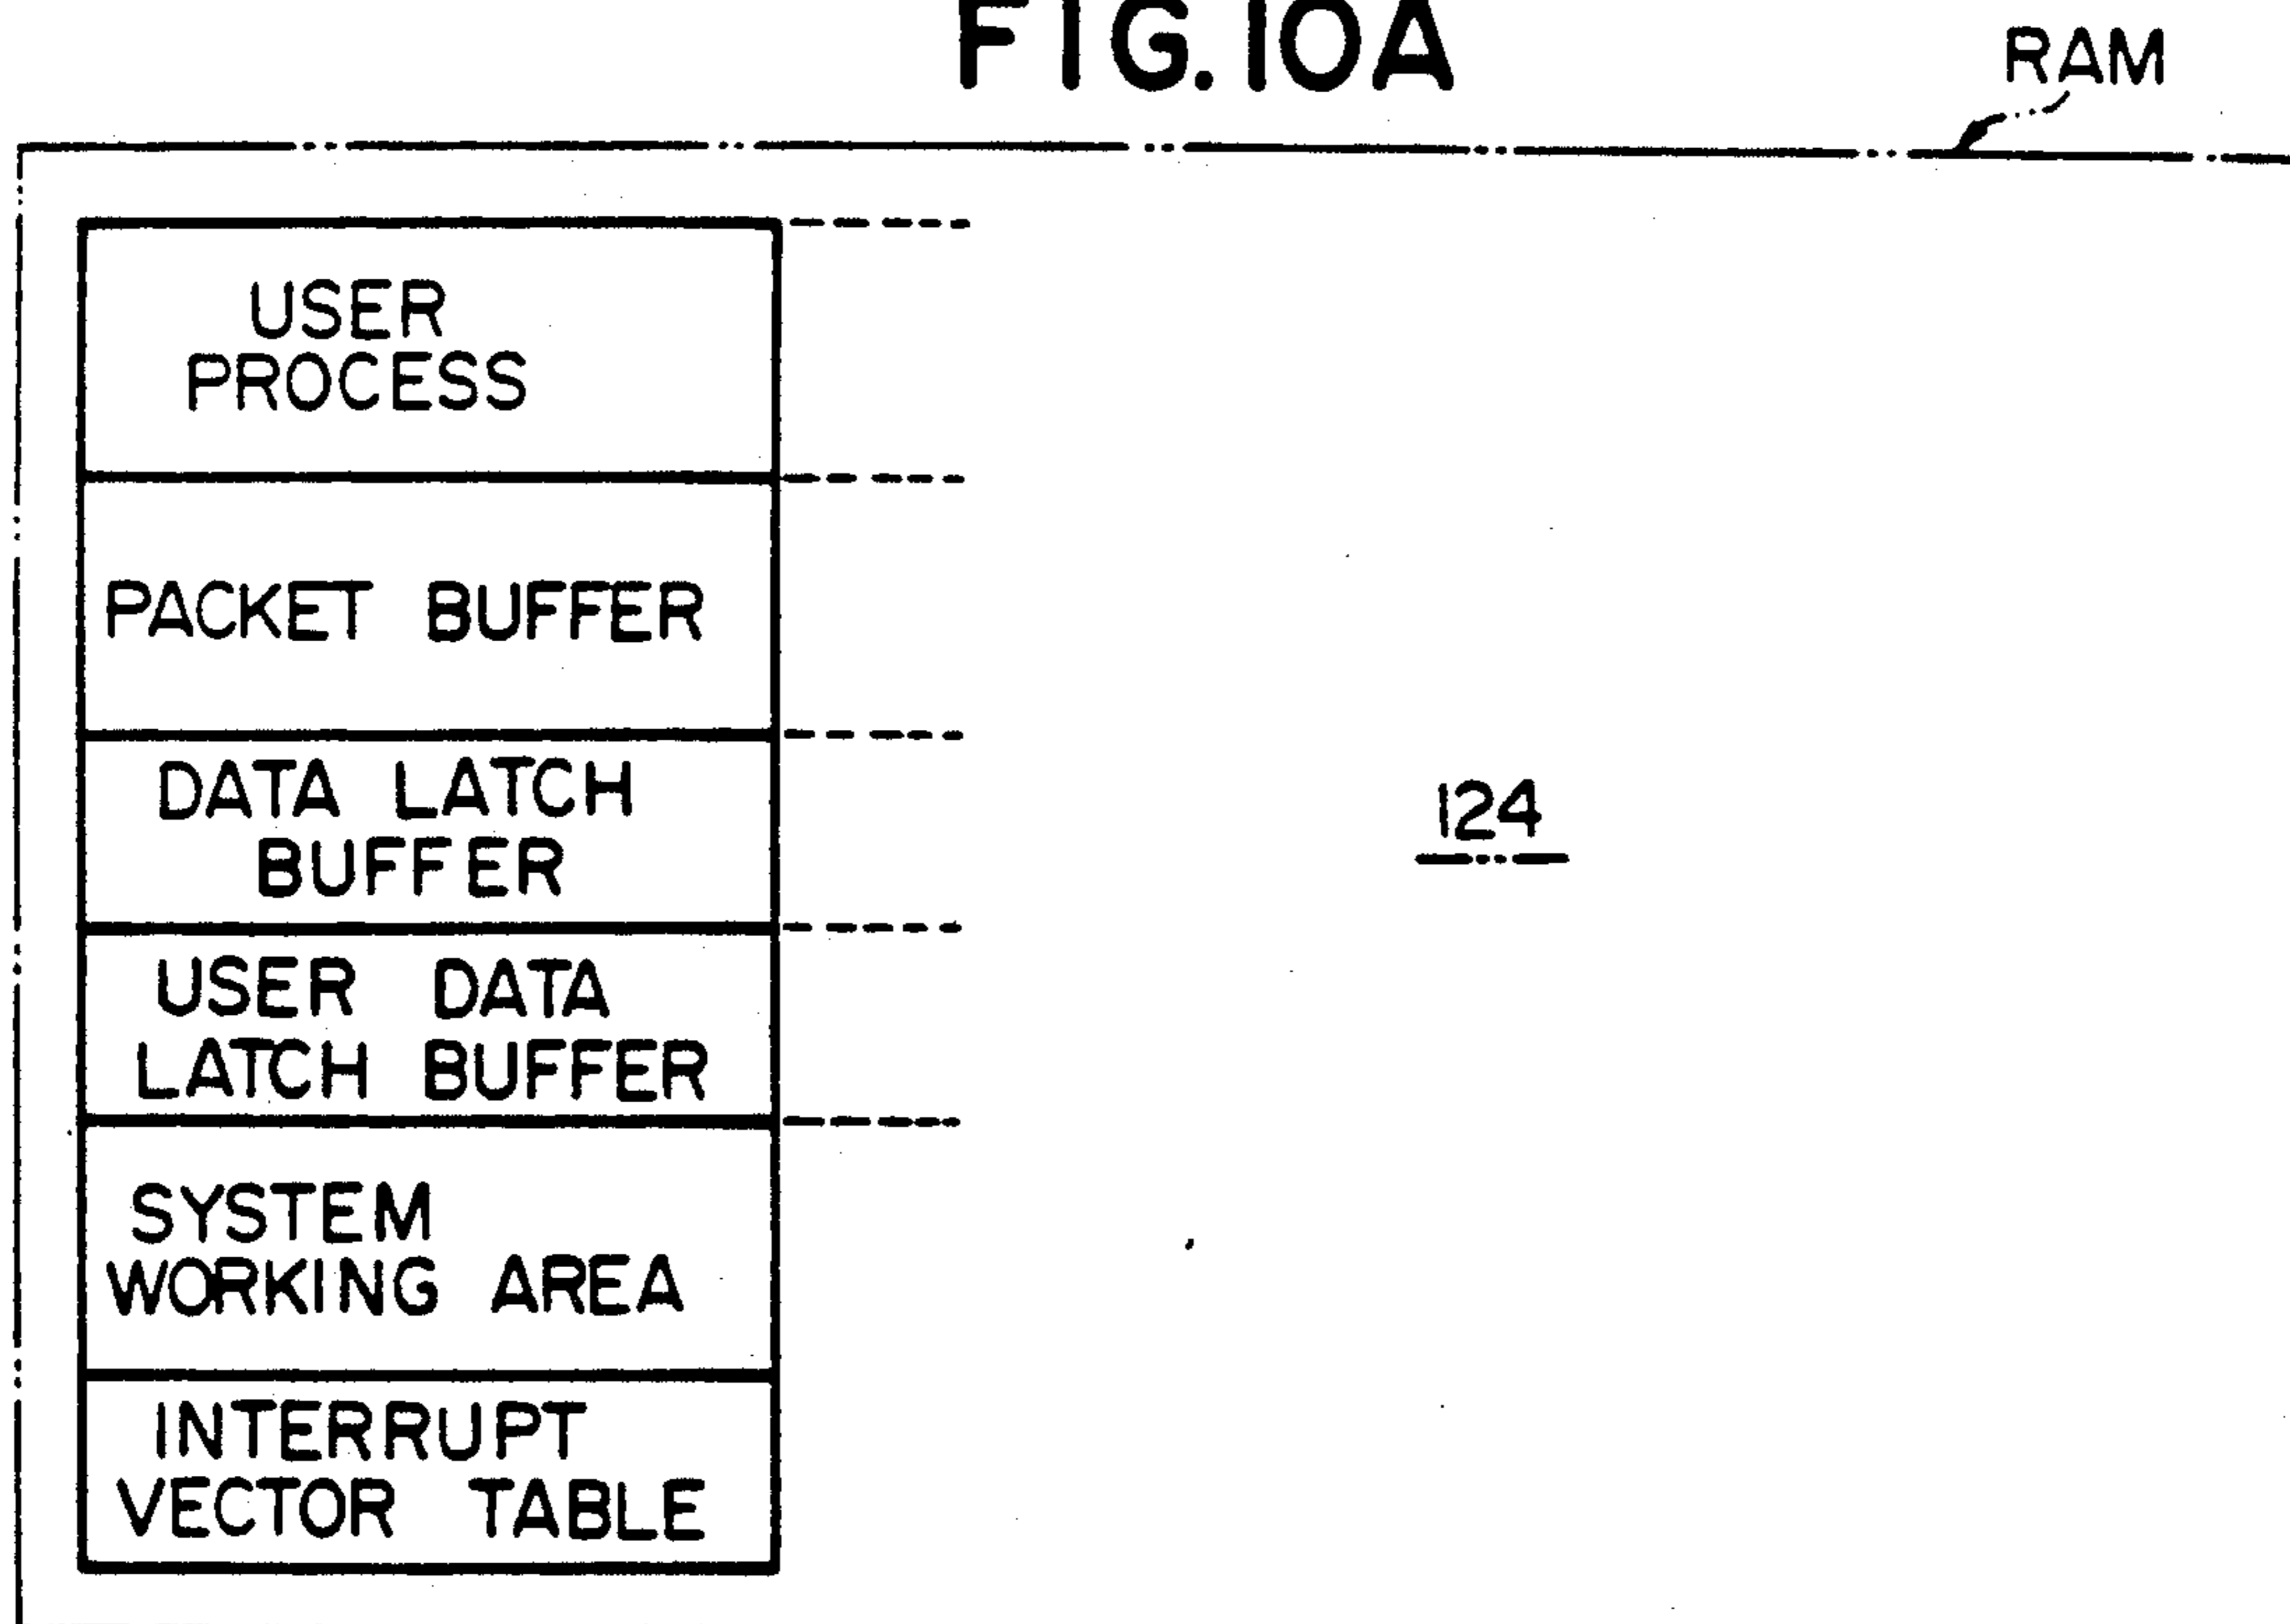 FIG.10A
RAM
USER
PROCESS
PACKET BUFFER
DATA LATCH
BUFFER
124
USER DATA
LATCH BUFFER
SYSTEM
WORKING AREA
INTERRUPT
VECTOR TABLE